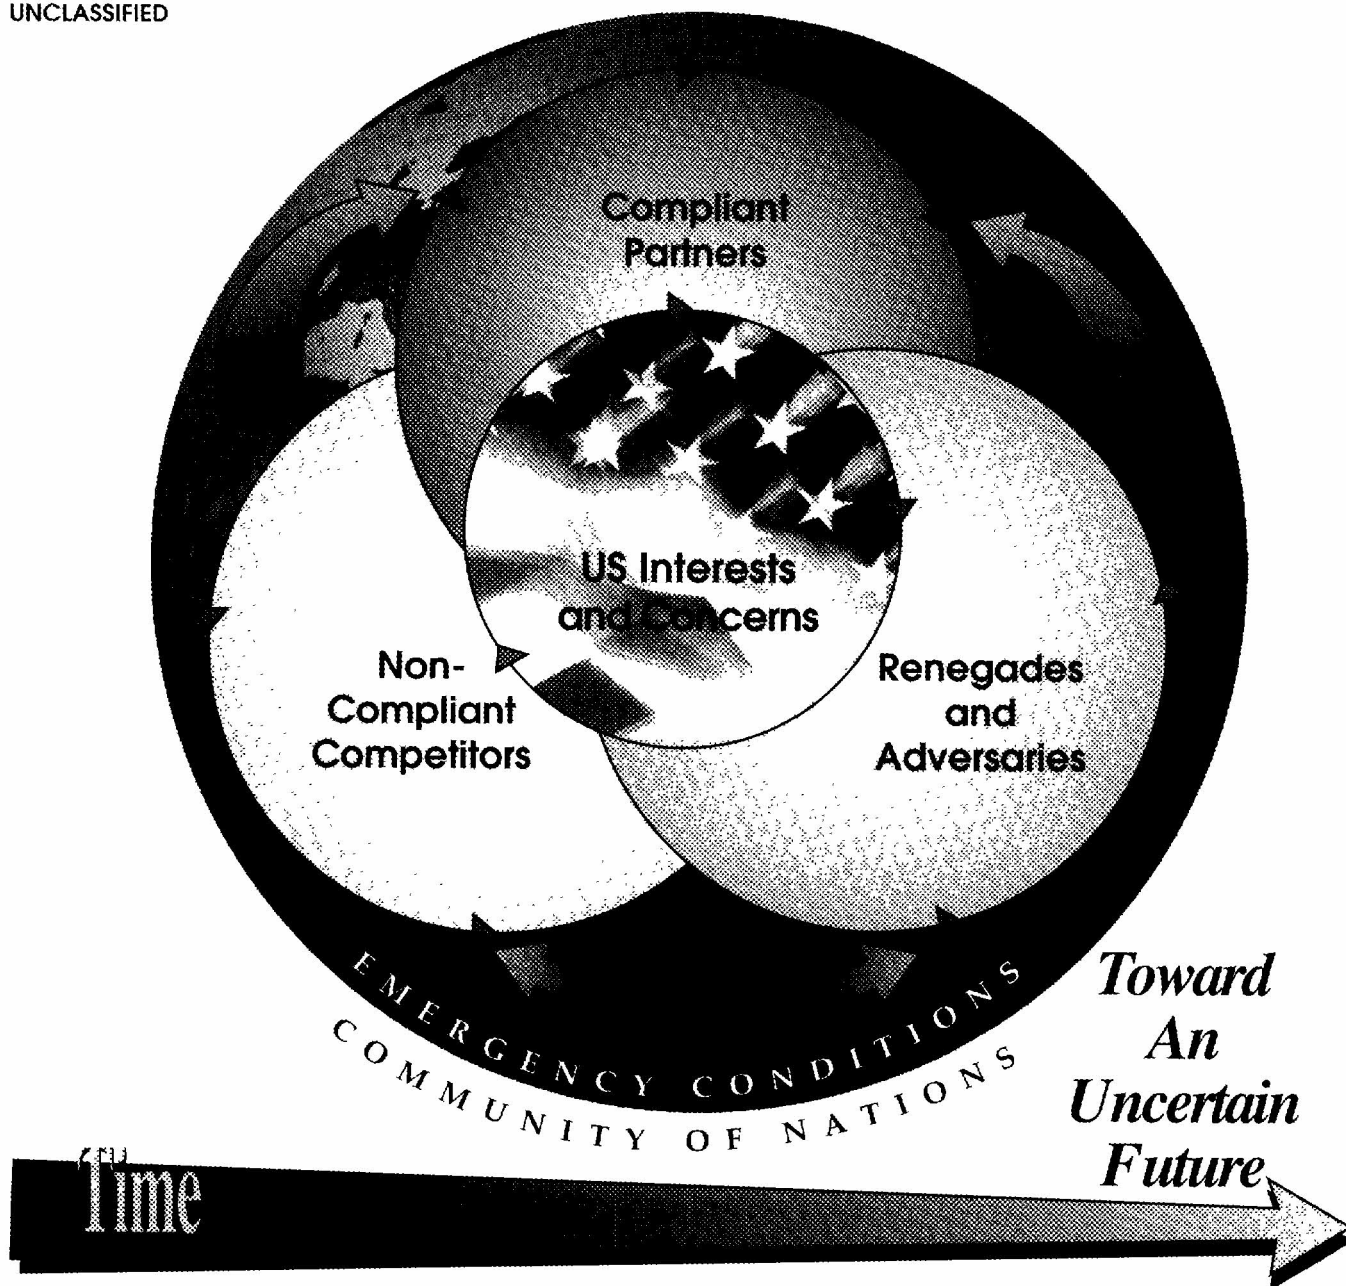 UNCLASSIFIED
Compliant
Partners
US Interests
and Concerns
Non-
Compliant
Competitors
Renegades
and
Adversaries
EMERGENCY CONDITIONS
COMMUNITY OF NATIONS
Toward
An
Uncertain
Future
Time